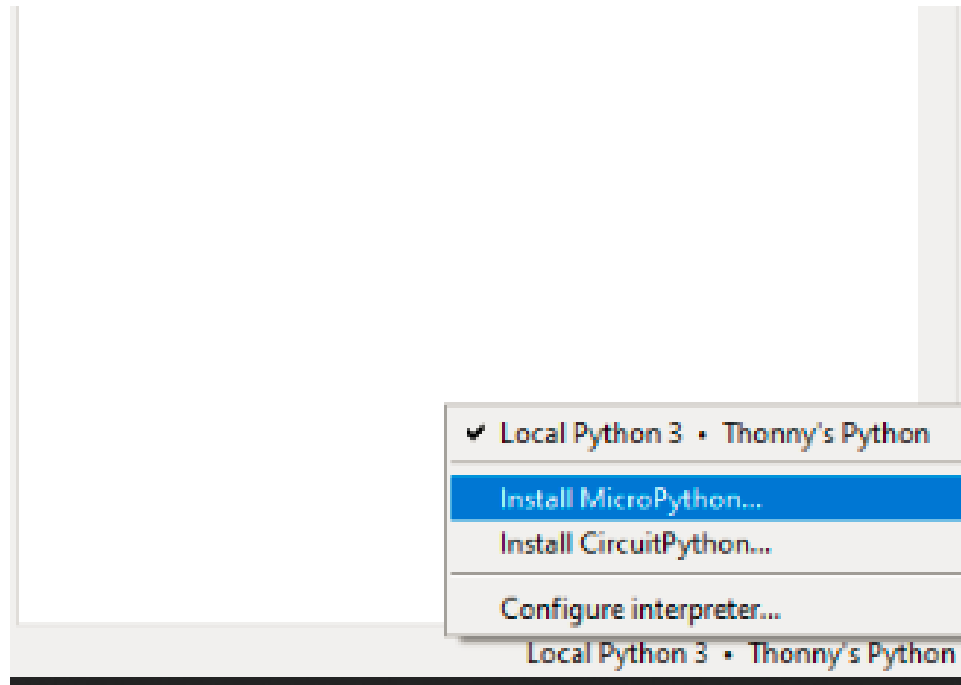 ✔ Local Python 3 • Thonny's Python
Install MicroPython...
Install CircuitPython...
Configure interpreter...
Local Python 3 • Thonny's Python